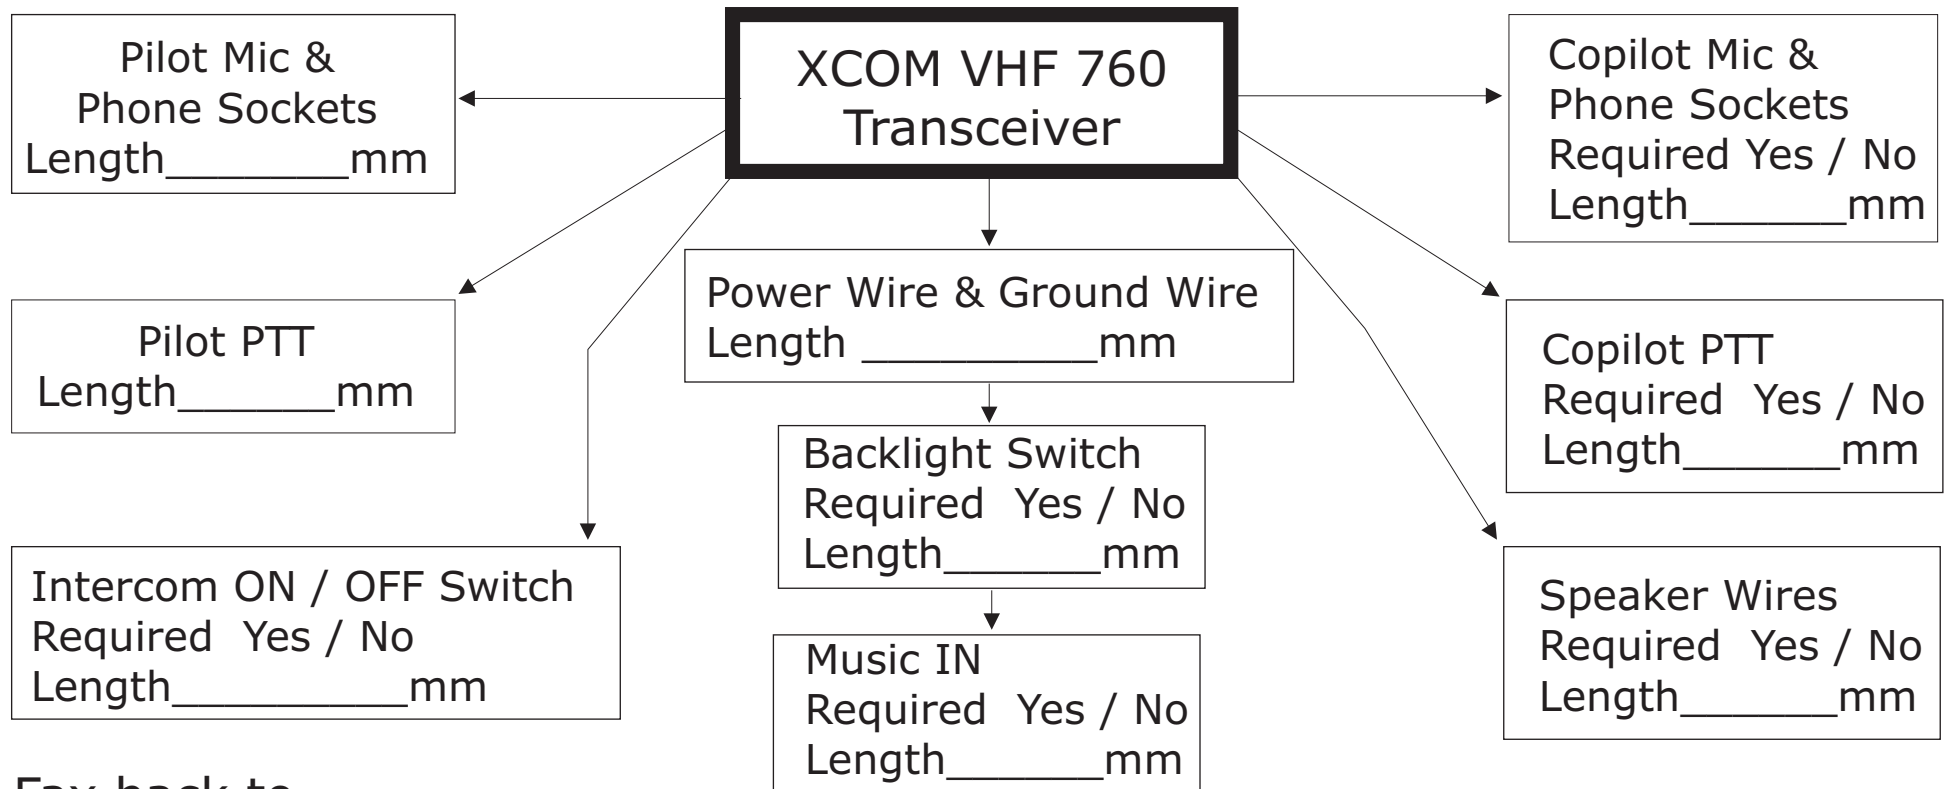 Pilot Mic &
Phone Sockets
Length_______mm
XCOM VHF 760
Transceiver
Copilot Mic &
Phone Sockets
Required Yes / No
Length______mm
Pilot PTT
Length______mm
Power Wire & Ground Wire
Length _________mm
Copilot PTT
Required  Yes / No
Length______mm
Backlight Switch
Required  Yes / No
Length______mm
Intercom ON / OFF Switch
Required  Yes / No
Length_________mm
Music IN
Required  Yes / No
Length______mm
Speaker Wires
Required  Yes / No
Length______mm
Fax back to